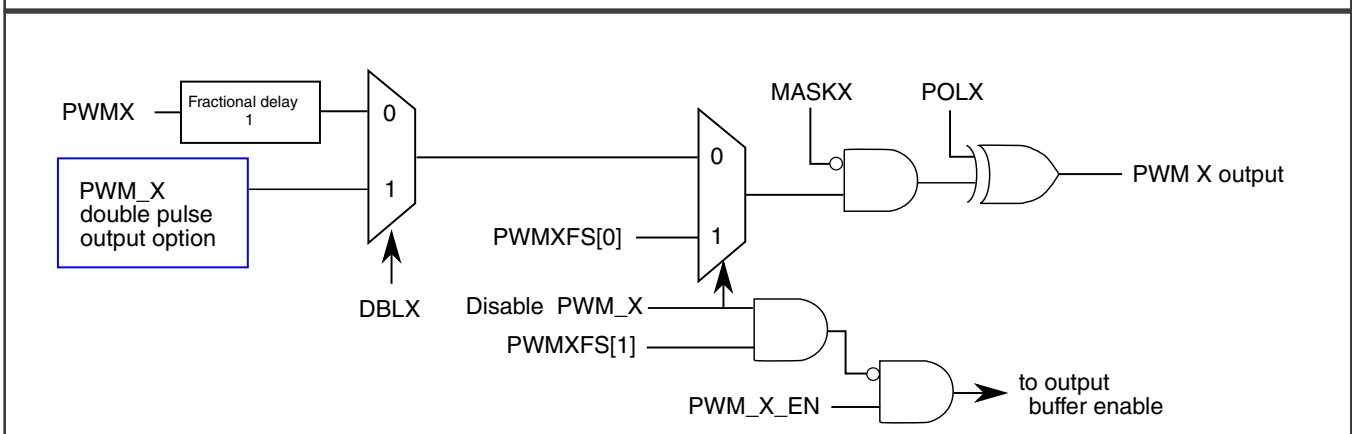 MASKX
POLX
PWMX
Fractional delay
1
0
PWM_X
double pulse
output option
1
0
PWM X output
PWMXFS[0]
1
DBLX
Disable PWM_X
PWMXFS[1]
PWM_X_EN
to output
buffer enable